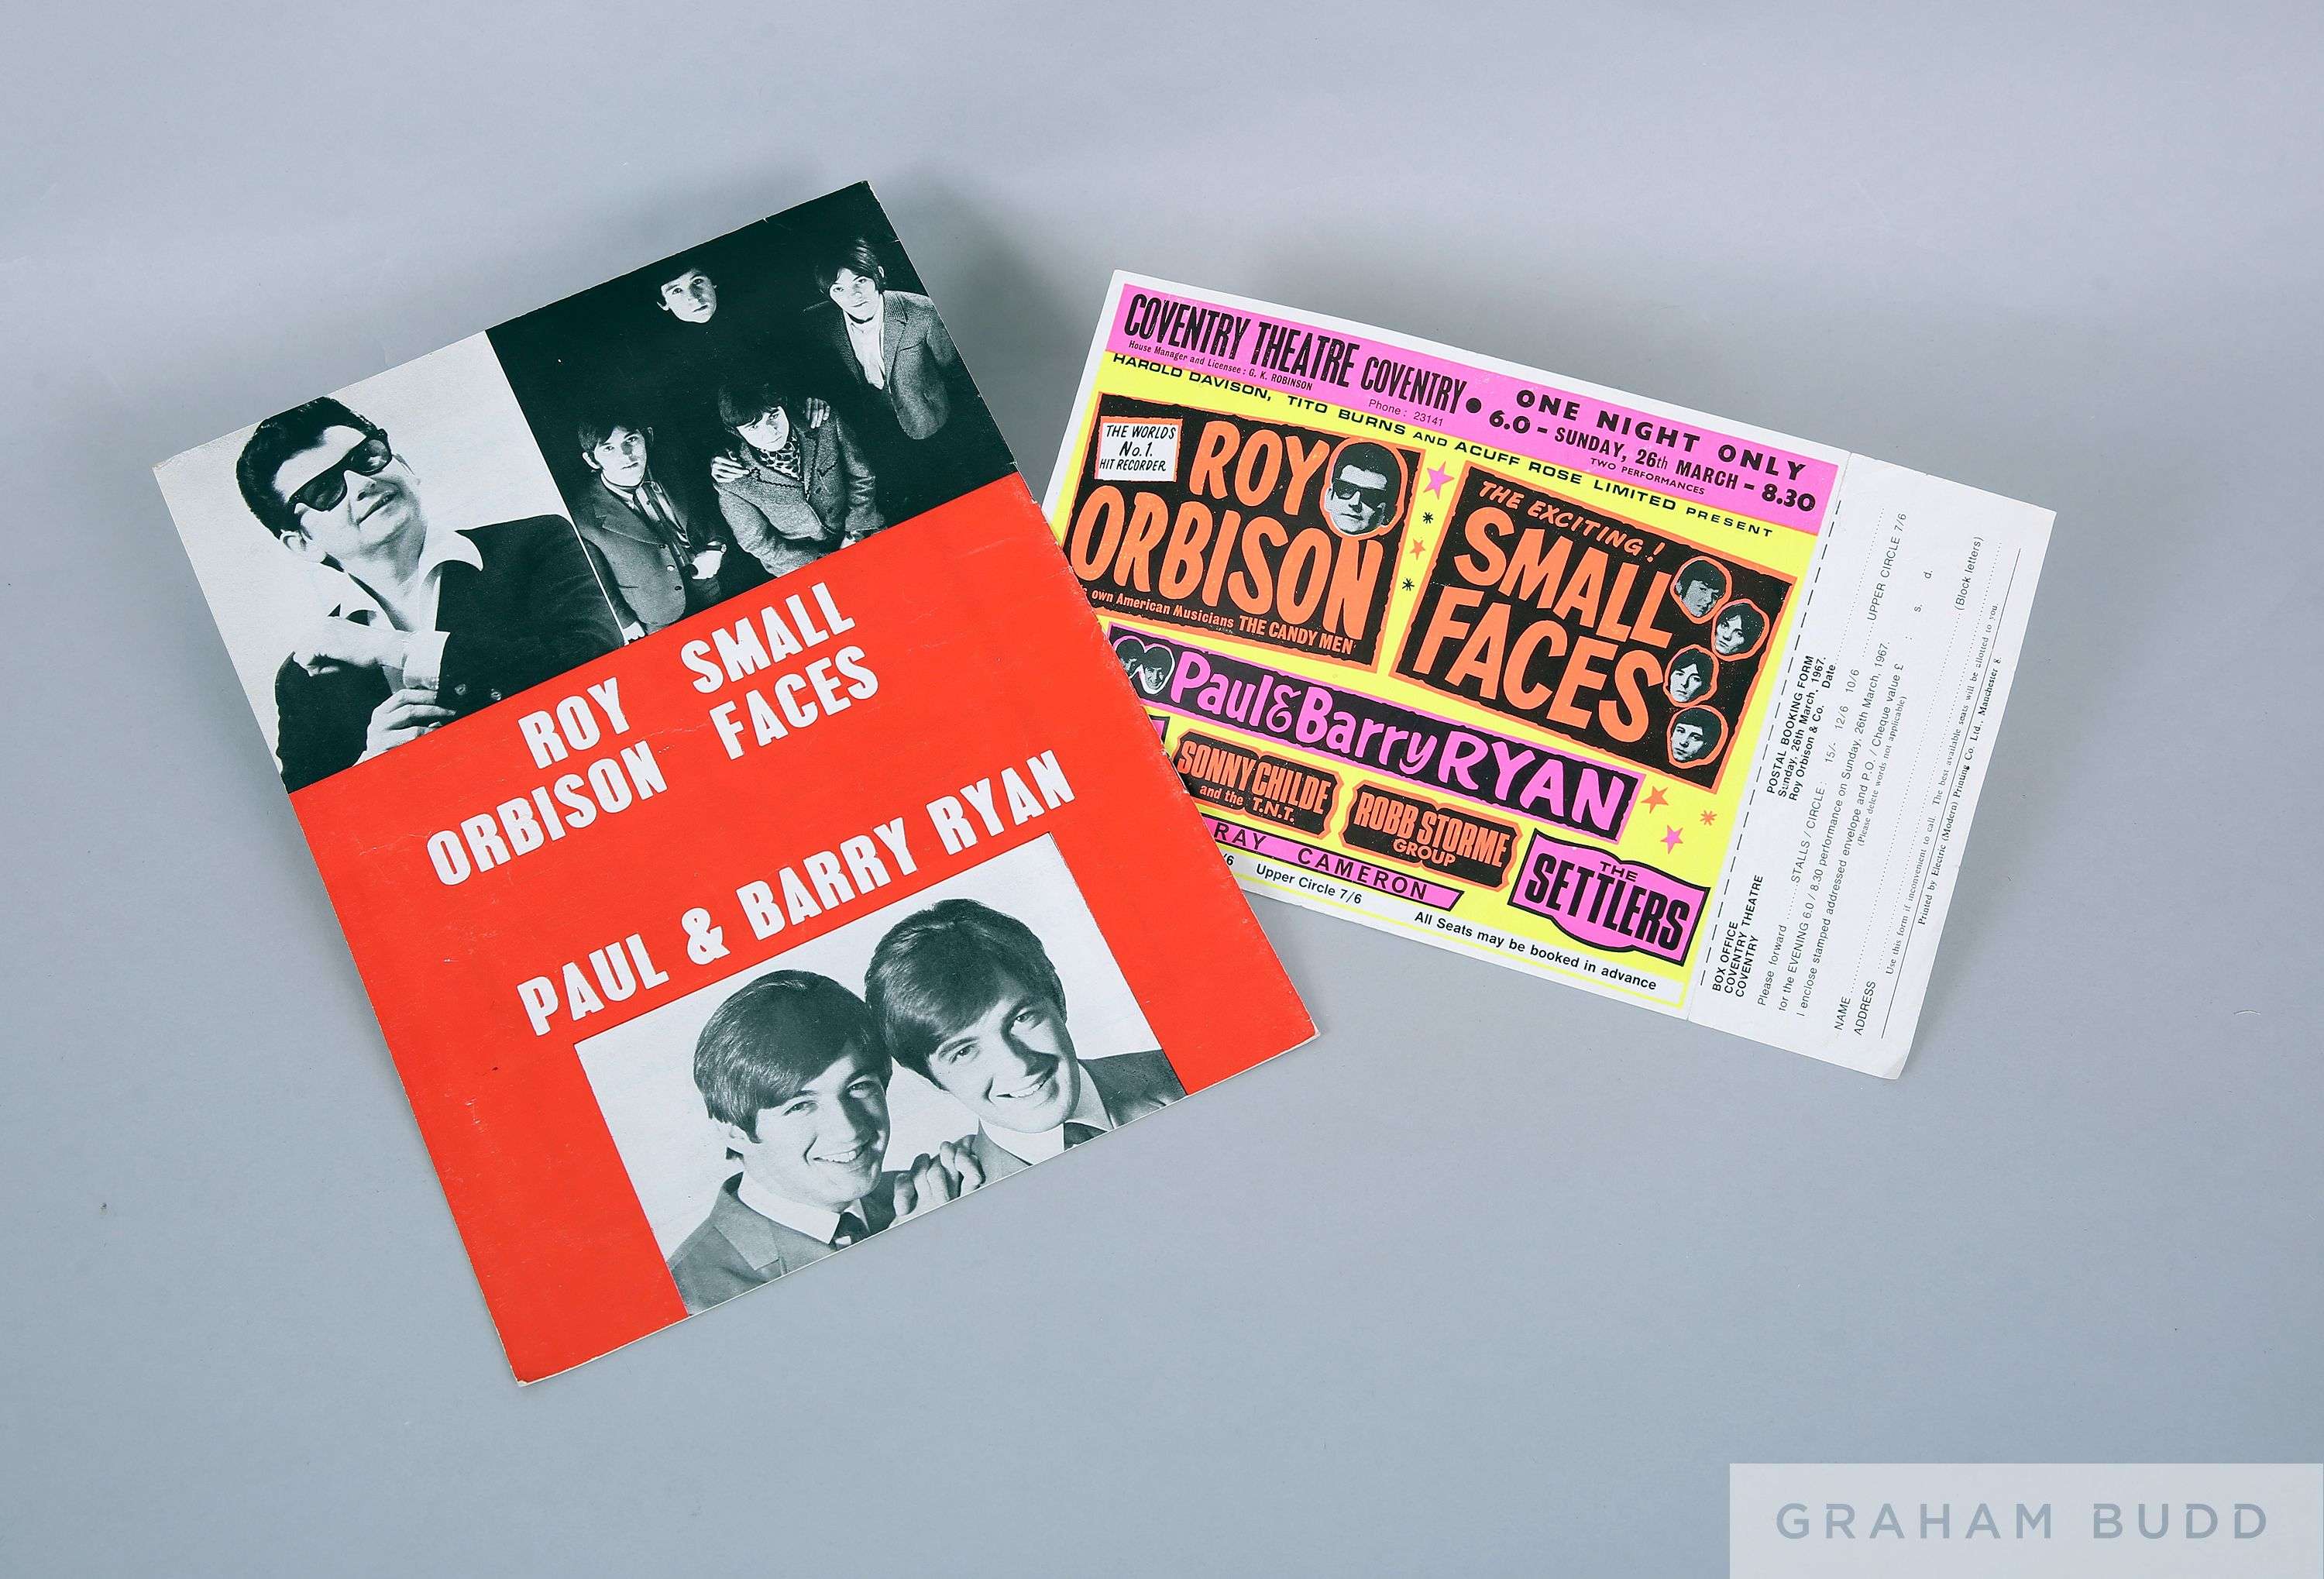 ROY
ORBISON
SMALL
FACES
PAUL & BARRY RYAN
COVENTRY THEATRE COVENTRY
House Manager and Licensee : G. K. ROBINSON
Phone : 23141
ONE NIGHT ONLY
6.0 - SUNDAY, 26th MARCH - 8.30
TWO PERFORMANCES
HAROLD DAVISON, TITO BURNS AND ACUFF ROSE LIMITED PRESENT
THE WORLDS
No.1.
HIT RECORDER
ROY
ORBISON
own American Musicians THE CANDY MEN
THE EXCITING!
SMALL
FACES
Paul & Barry RYAN
SONNY CHILDE
and the T.N.T.
ROBB STORME
GROUP
THE
SETTLERS
RAY CAMERON
/6 Upper Circle 7/6 All Seats may be booked in advance
POSTAL BOOKING FORM
Sunday, 26th March, 1967.
Roy Orbison & Co. Date
BOX OFFICE
COVENTRY THEATRE
COVENTRY
Please forward STALLS / CIRCLE : 15/- 12/6 10/6 UPPER CIRCLE 7/6
for the EVENING 6.0 / 8.30 performance on Sunday, 26th March, 1967.
I enclose stamped addressed envelope and P.O. / Cheque value £ : s. d.
(Please delete words not applicable)
NAME (Block letters)
ADDRESS
Use this form if inconvenient to call. The best available seats will be allotted to you.
Printed by Electric (Modern) Printing Co. Ltd., Manchester 8.
GRAHAM BUDD